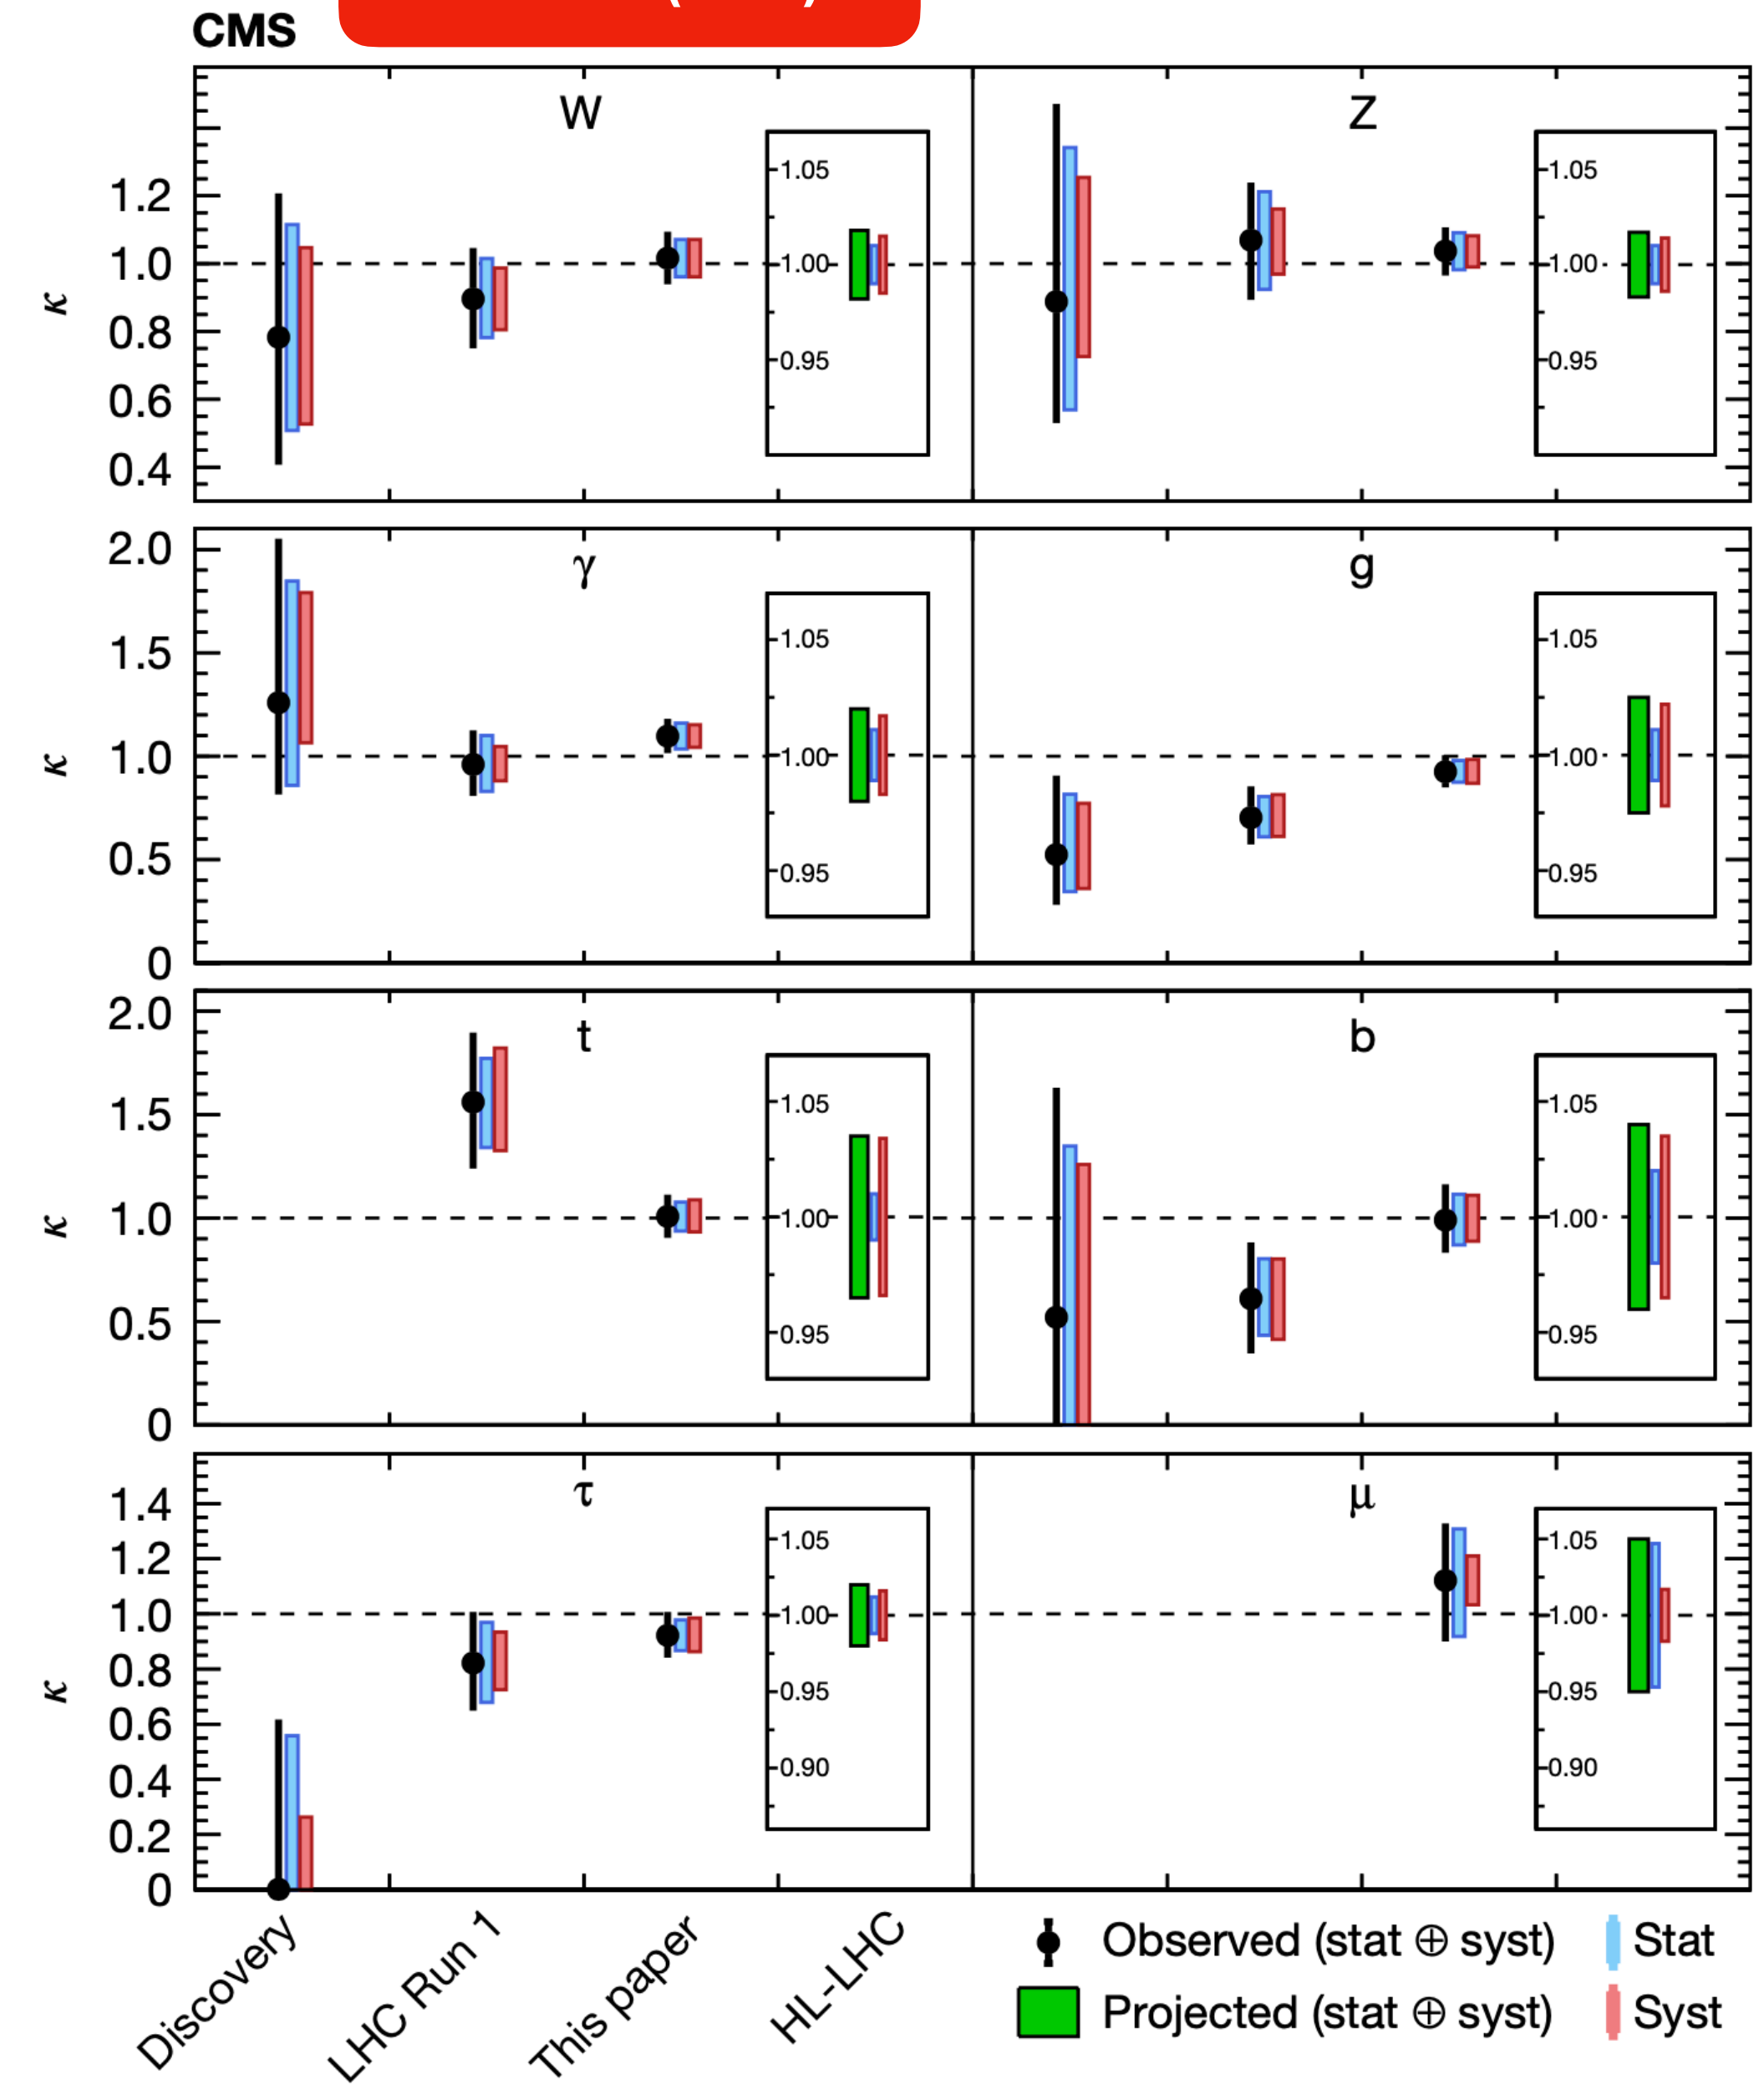 CMS
W
Z
1.2
1.0
0.8
0.6
0.4
κ
1.05
1.00
0.95
1.05
1.00
0.95
γ
g
2.0
1.5
1.0
0.5
0
κ
1.05
1.00
0.95
1.05
1.00
0.95
t
b
2.0
1.5
1.0
0.5
0
κ
1.05
1.00
0.95
1.05
1.00
0.95
τ
μ
1.4
1.2
1.0
0.8
0.6
0.4
0.2
0
κ
1.05
1.00
0.95
0.90
1.05
1.00
0.95
0.90
Discovery
LHC Run 1
This paper
HL-LHC
Observed (stat ⊕ syst)
Stat
Projected (stat ⊕ syst)
Syst